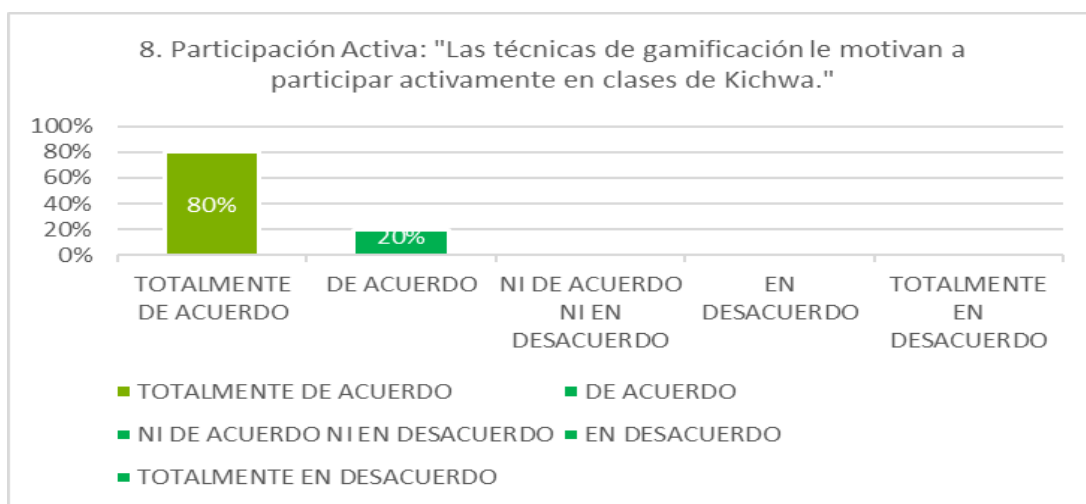 8. Participación Activa: "Las técnicas de gamificación le motivan a
participar activamente en clases de Kichwa."
100%
80%
60%
40%
20%
0%
80%
20%
TOTALMENTE
DE ACUERDO
DE ACUERDO
NI DE ACUERDO
NI EN
DESACUERDO
EN
DESACUERDO
TOTALMENTE
EN
DESACUERDO
TOTALMENTE DE ACUERDO
DE ACUERDO
NI DE ACUERDO NI EN DESACUERDO
EN DESACUERDO
TOTALMENTE EN DESACUERDO